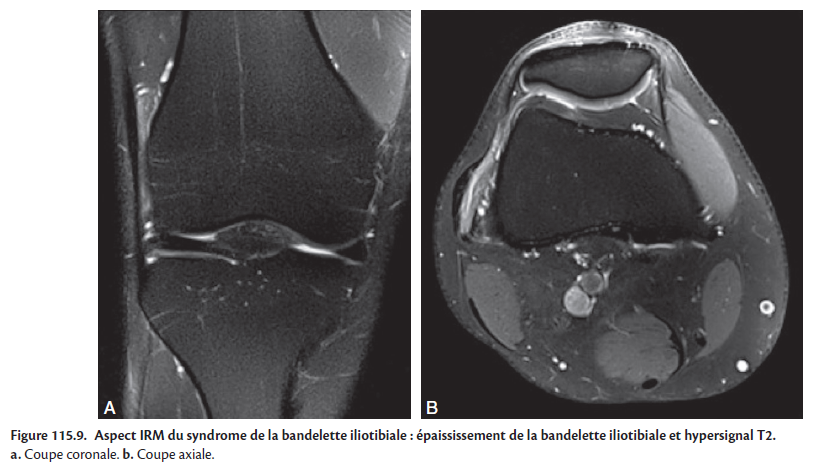 A
B
Figure 115.9. Aspect IRM du syndrome de la bandelette iliotibiale : épaississement de la bandelette iliotibiale et hypersignal T2.
a. Coupe coronale. b. Coupe axiale.